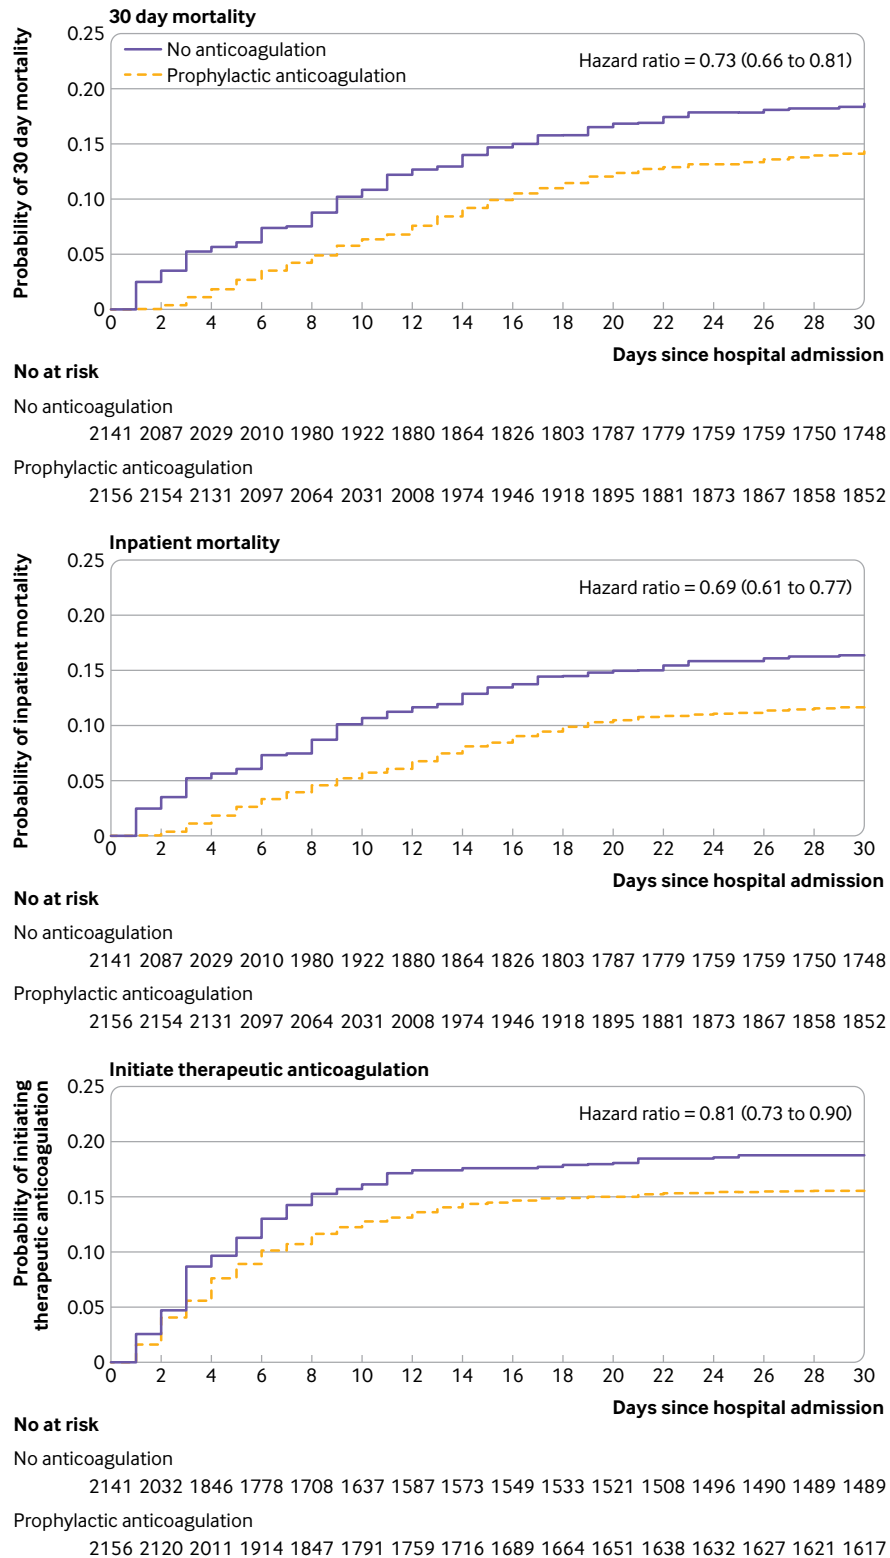 30 day mortality
Probability of 30 day mortality
0.25
0.20
0.15
0.10
0.05
0
No anticoagulation
Prophylactic anticoagulation
Hazard ratio = 0.73 (0.66 to 0.81)
0 2 4 6 8 10 12 14 16 18 20 22 24 26 28 30
Days since hospital admission
No at risk
No anticoagulation
2141 2087 2029 2010 1980 1922 1880 1864 1826 1803 1787 1779 1759 1759 1750 1748
Prophylactic anticoagulation
2156 2154 2131 2097 2064 2031 2008 1974 1946 1918 1895 1881 1873 1867 1858 1852
Inpatient mortality
Probability of inpatient mortality
0.25
0.20
0.15
0.10
0.05
0
Hazard ratio = 0.69 (0.61 to 0.77)
0 2 4 6 8 10 12 14 16 18 20 22 24 26 28 30
Days since hospital admission
No at risk
No anticoagulation
2141 2087 2029 2010 1980 1922 1880 1864 1826 1803 1787 1779 1759 1759 1750 1748
Prophylactic anticoagulation
2156 2154 2131 2097 2064 2031 2008 1974 1946 1918 1895 1881 1873 1867 1858 1852
Initiate therapeutic anticoagulation
Probability of initiating
therapeutic anticoagulation
0.25
0.20
0.15
0.10
0.05
0
Hazard ratio = 0.81 (0.73 to 0.90)
0 2 4 6 8 10 12 14 16 18 20 22 24 26 28 30
Days since hospital admission
No at risk
No anticoagulation
2141 2032 1846 1778 1708 1637 1587 1573 1549 1533 1521 1508 1496 1490 1489 1489
Prophylactic anticoagulation
2156 2120 2011 1914 1847 1791 1759 1716 1689 1664 1651 1638 1632 1627 1621 1617